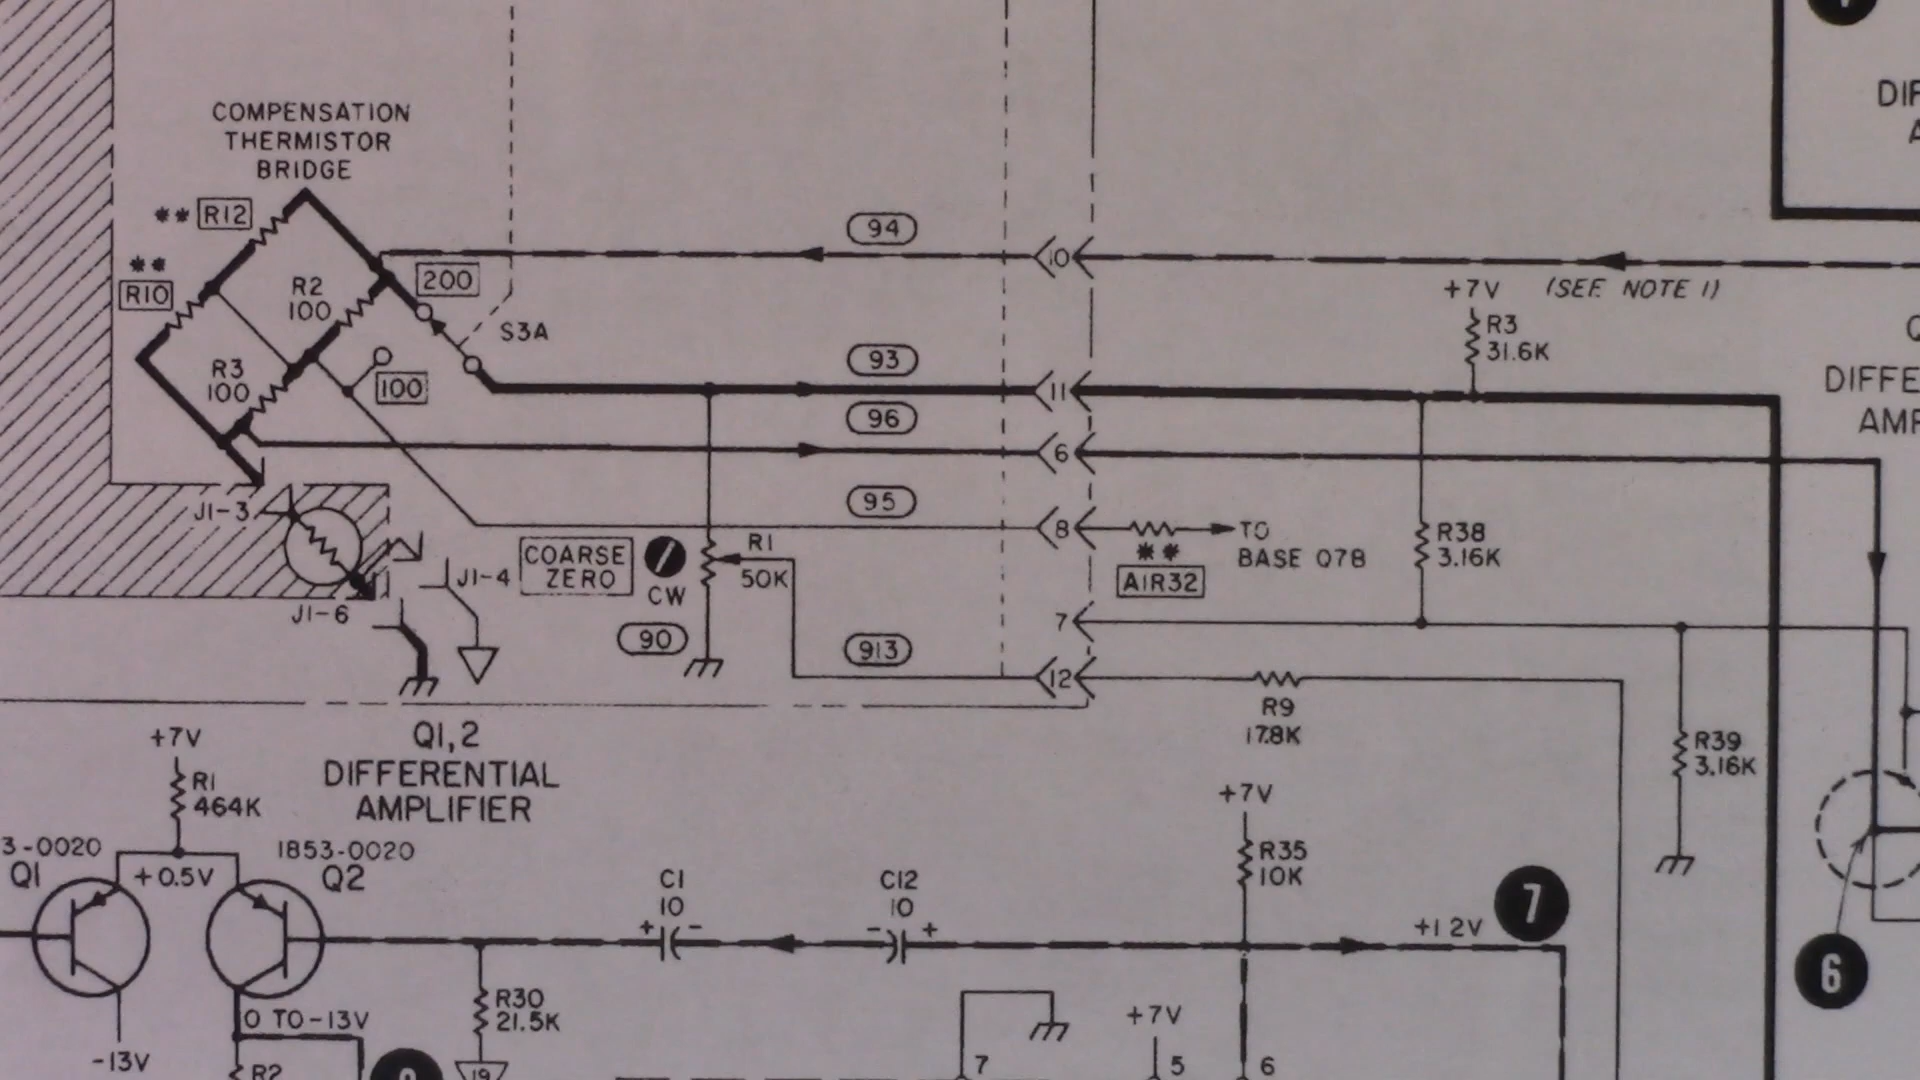 COMPENSATION
THERMISTOR
BRIDGE
** R12
**
R10
R2
100
200
S3A
R3
100
100
94
10
+7V
(SEE NOTE 1)
R3
31.6K
93
11
96
6
DIFFE
95
8
TO
BASE Q7B
**
A1R32
R38
3.16K
J1-3
J1-4
J1-6
COARSE
ZERO
CW
R1
50K
90
913
7
12
R9
17.8K
R39
3.16K
+7V
R1
464K
Q1,2
DIFFERENTIAL
AMPLIFIER
3-0020
Q1
+0.5V
1853-0020
Q2
C1
10
+ -
C12
10
- +
+7V
R35
10K
+1.2V
7
6
R30
21.5K
0 TO -13V
-13V
R2
19
7
+7V
5
6